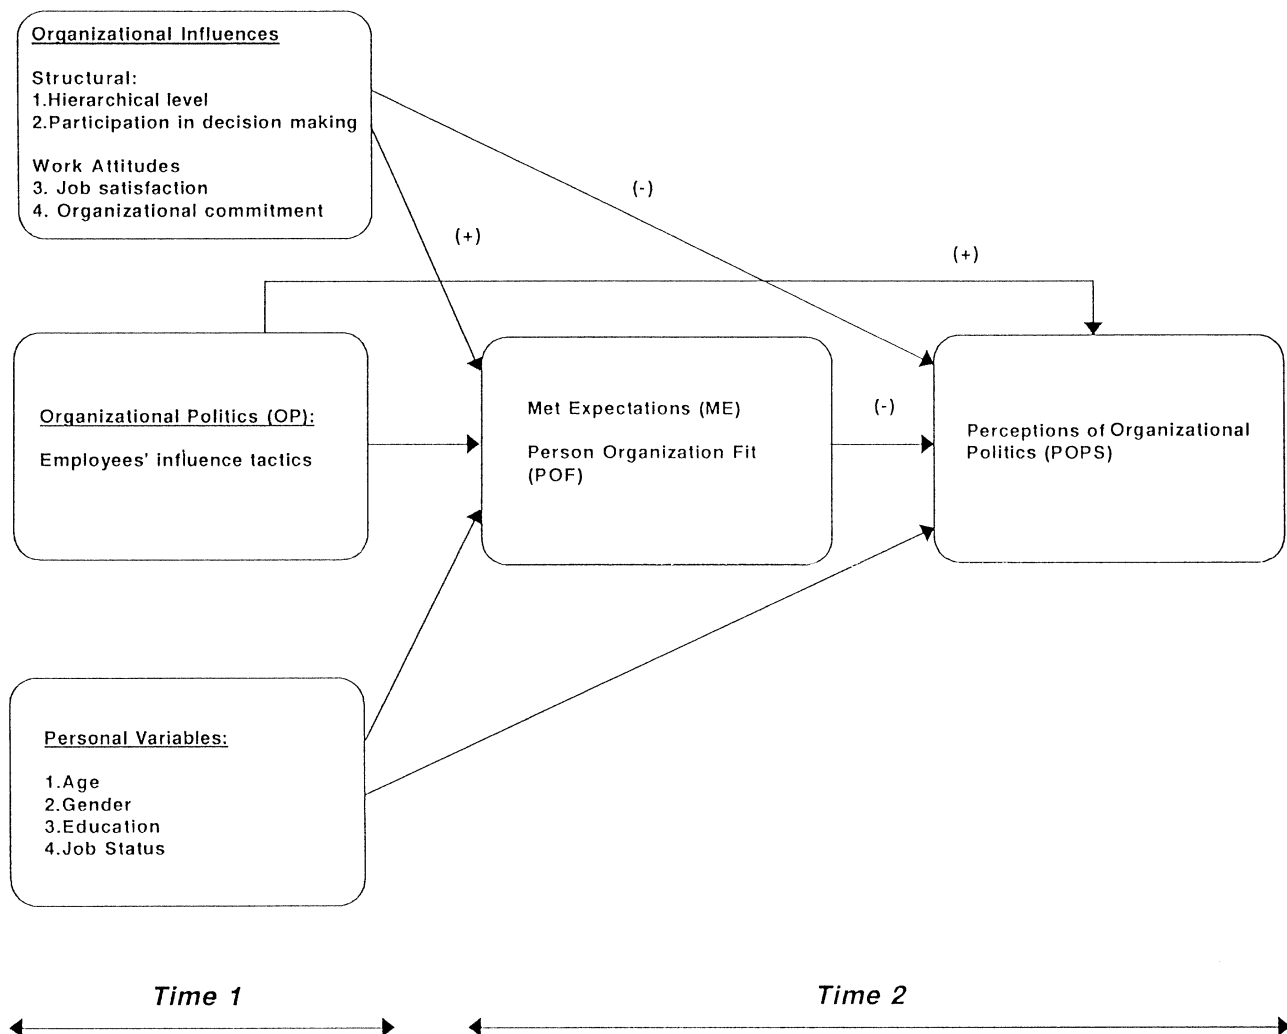 Organizational Influences
Structural:
1.Hierarchical level
2.Participation in decision making
Work Attitudes
3. Job satisfaction
4. Organizational commitment
(-)
(+)
(+)
Organizational Politics (OP):
Employees' influence tactics
Met Expectations (ME)
Person Organization Fit
(POF)
(-)
Perceptions of Organizational
Politics (POPS)
Personal Variables:
1.Age
2.Gender
3.Education
4.Job Status
Time 1
Time 2